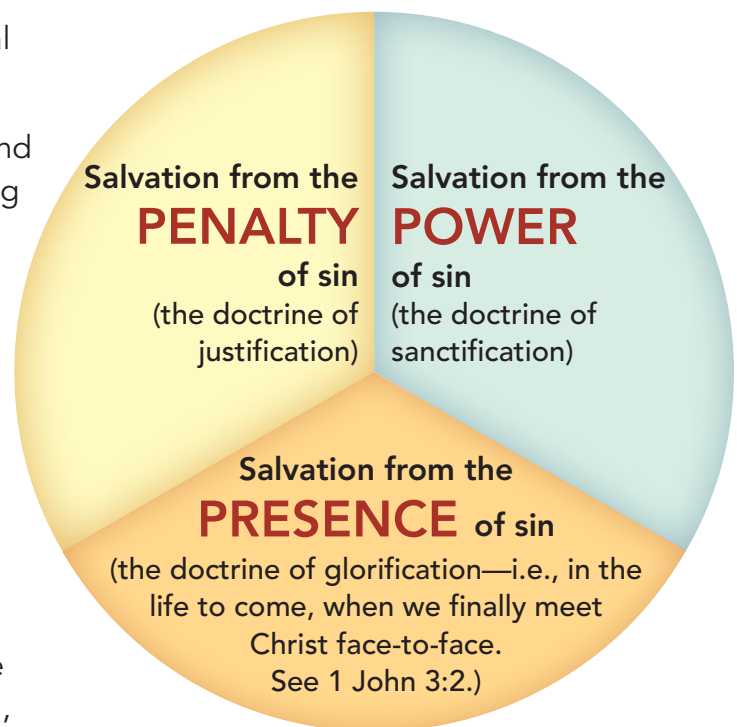 Salvation from the
PENALTY
of sin
(the doctrine of
justification)
Salvation from the
POWER
of sin
(the doctrine of
sanctification)
Salvation from the
PRESENCE of sin
(the doctrine of glorification—i.e., in the
life to come, when we finally meet
Christ face-to-face.
See 1 John 3:2.)